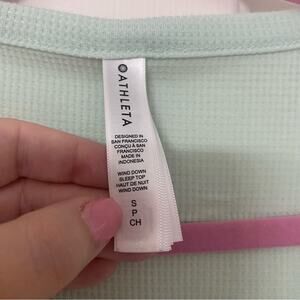 ATHLETA
DESIGNED IN
SAN FRANCISCO
CONÇU À SAN
FRANCISCO
MADE IN
INDONESIA
WIND DOWN
SLEEP TOP
HAUT DE NUIT
WIND DOWN
S
P
CH